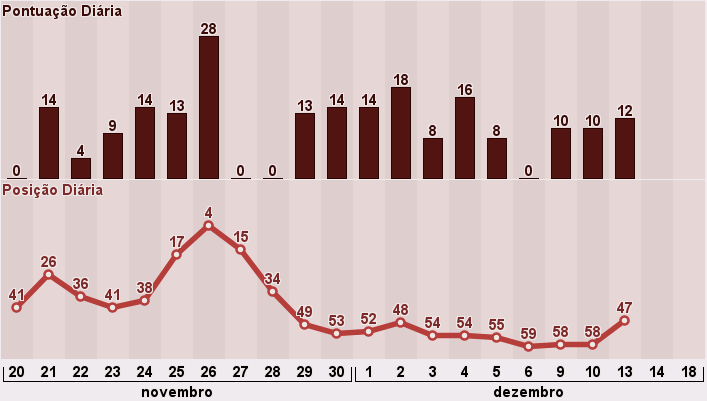 Pontuação Diária
0 14 4 9 14 13 28 0 0 13 14 14 18 8 16 8 0 10 10 12
Posição Diária
41 26 36 41 38 17 4 15 34 49 53 52 48 54 54 55 59 58 58 47
20 21 22 23 24 25 26 27 28 29 30 1 2 3 4 5 6 9 10 13 14 18
novembro dezembro